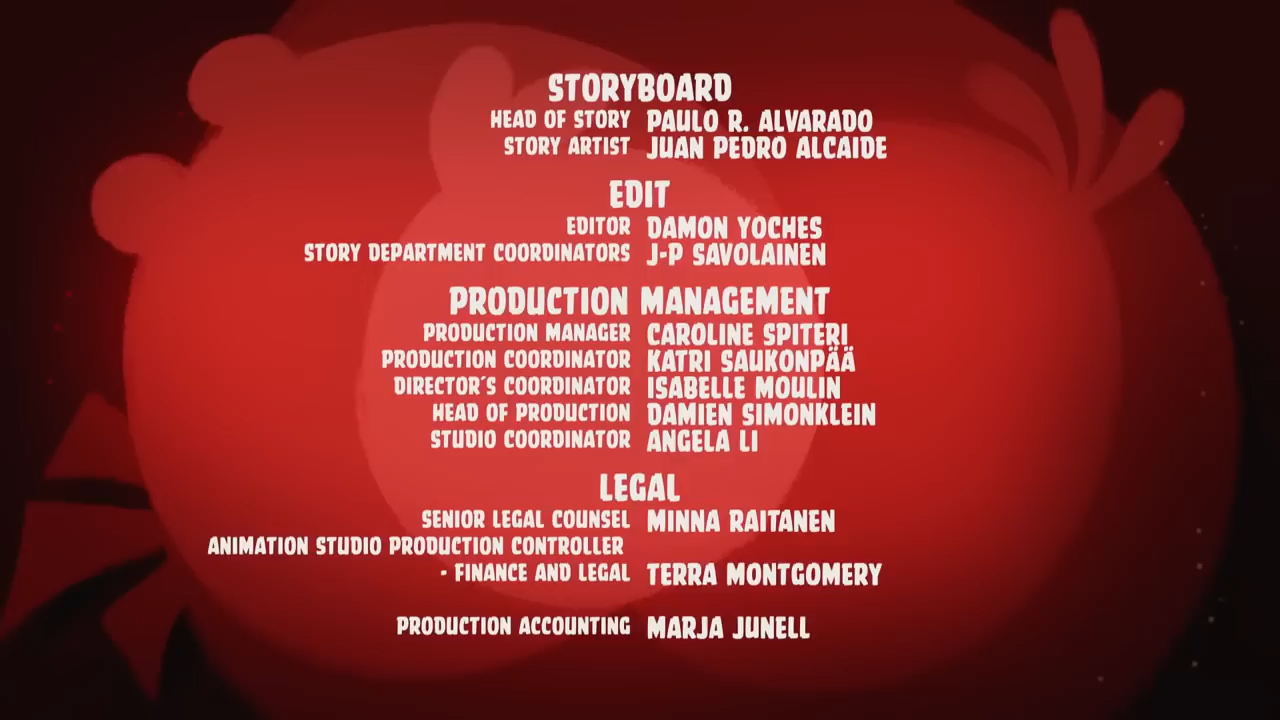 STORYBOARD
HEAD OF STORY PAULO R. ALVARADO
STORY ARTIST JUAN PEDRO ALCAIDE
EDIT
EDITOR DAMON YOCHES
STORY DEPARTMENT COORDINATORS J-P SAVOLAINEN
PRODUCTION MANAGEMENT
PRODUCTION MANAGER CAROLINE SPITERI
PRODUCTION COORDINATOR KATRI SAUKONPÄÄ
DIRECTOR´S COORDINATOR ISABELLE MOULIN
HEAD OF PRODUCTION DAMIEN SIMONKLEIN
STUDIO COORDINATOR ANGELA LI
LEGAL
SENIOR LEGAL COUNSEL MINNA RAITANEN
ANIMATION STUDIO PRODUCTION CONTROLLER
- FINANCE AND LEGAL TERRA MONTGOMERY
PRODUCTION ACCOUNTING MARJA JUNELL